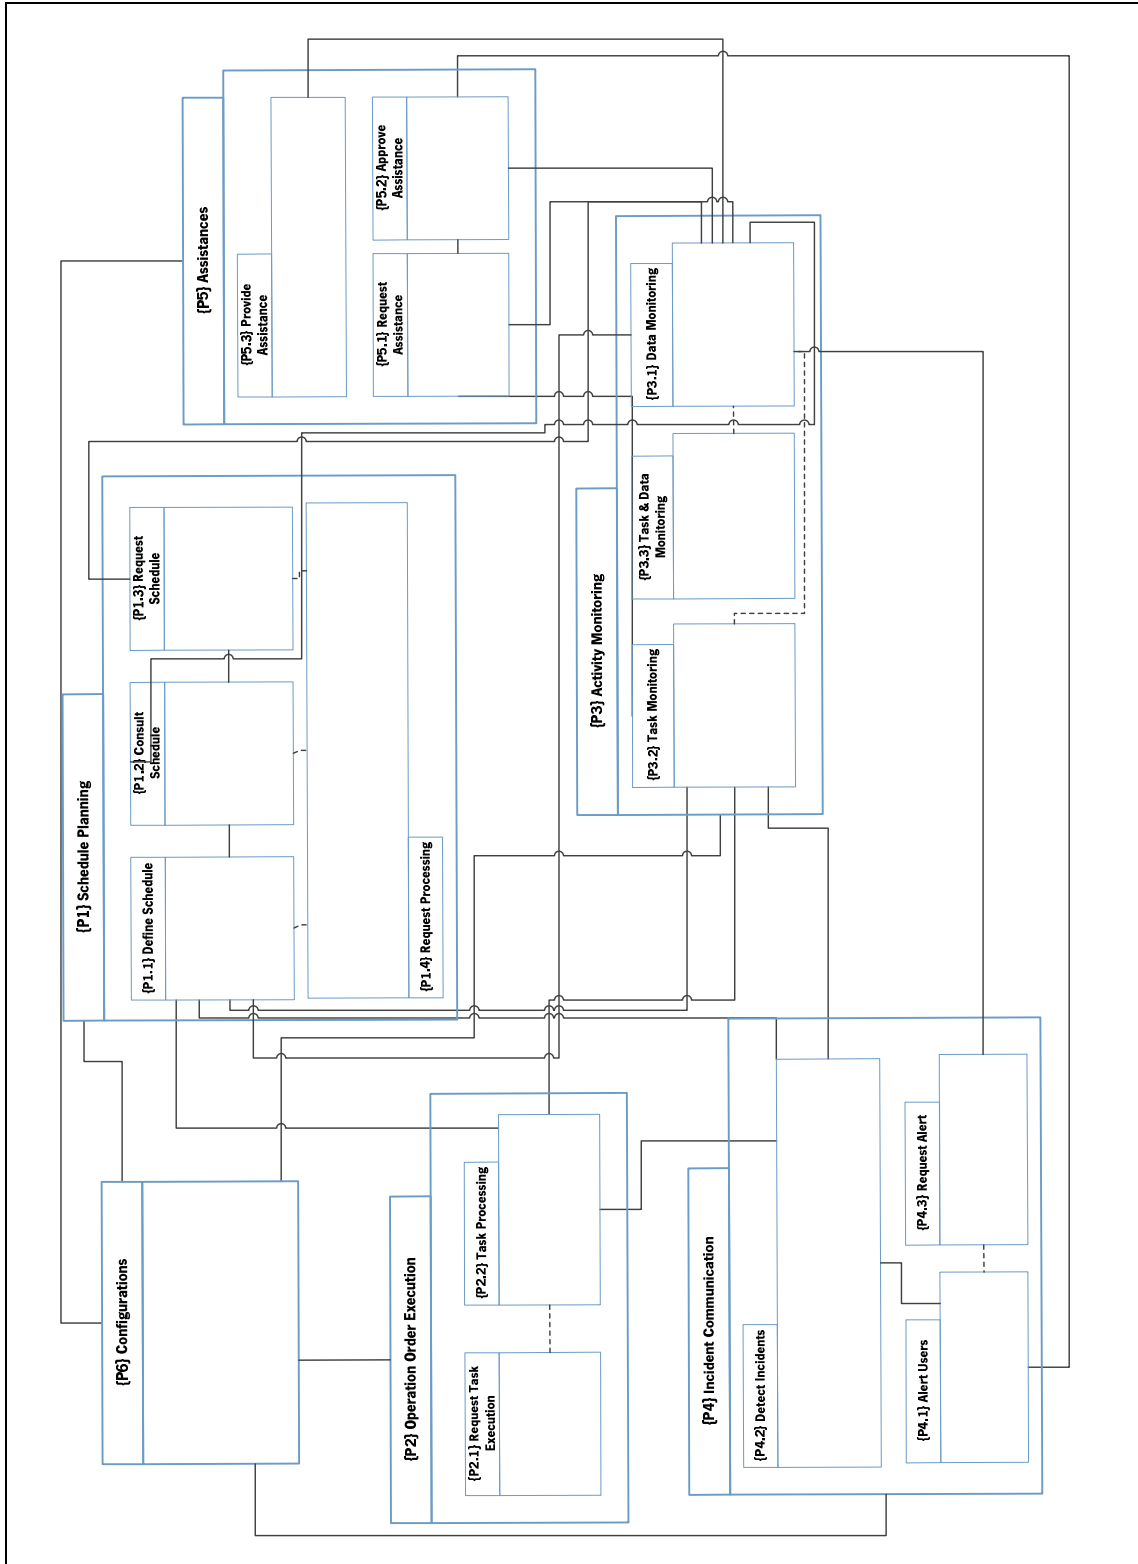 {P5} Assistances
{P5.3} Provide
Assistance
{P5.2} Approve
Assistance
{P5.1} Request
Assistance
{P1} Schedule Planning
{P1.3} Request
Schedule
{P1.2} Consult
Schedule
{P1.1} Define Schedule
{P1.4} Request Processing
{P3} Activity Monitoring
{P3.1} Data Monitoring
{P3.3} Task & Data
Monitoring
{P3.2} Task Monitoring
{P6} Configurations
{P2} Operation Order Execution
{P2.2} Task Processing
{P2.1} Request Task
Execution
{P4} Incident Communication
{P4.2} Detect Incidents
{P4.3} Request Alert
{P4.1} Alert Users